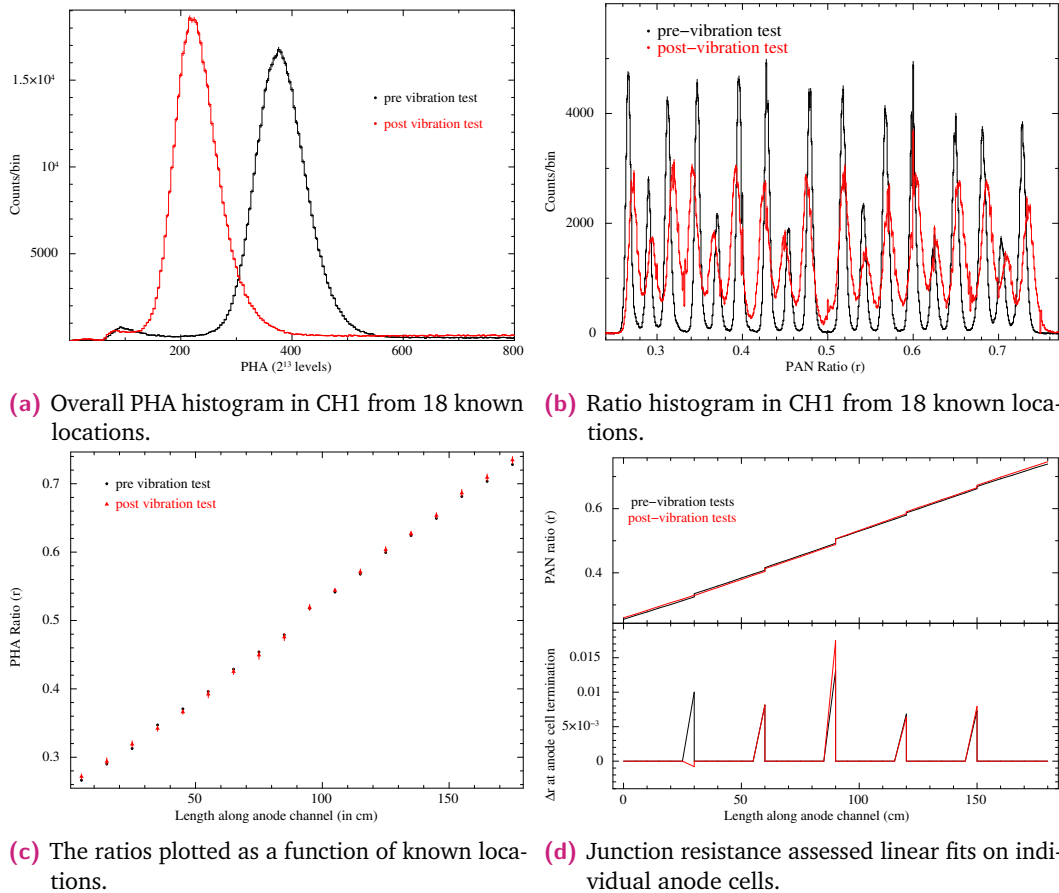 1.5×10⁴
10⁴
5000
Counts/bin
pre vibration test
post vibration test
200
400
600
800
PHA (2¹³ levels)
(a) Overall PHA histogram in CH1 from 18 known
locations.
pre−vibration test
post−vibration test
4000
2000
0
Counts/bin
0.3
0.4
0.5
0.6
0.7
PAN Ratio (r)
(b) Ratio histogram in CH1 from 18 known loca-
tions.
0.7
0.6
0.5
0.4
0.3
PHA Ratio (r)
pre vibration test
post vibration test
50
100
150
Length along anode channel (in cm)
(c) The ratios plotted as a function of known loca-
tions.
pre−vibration tests
post−vibration tests
0.6
0.4
PAN ratio (r)
0.015
0.01
5×10⁻³
0
Δr at anode cell termination
0
50
100
150
Length along anode channel (cm)
(d) Junction resistance assessed linear fits on indi-
vidual anode cells.